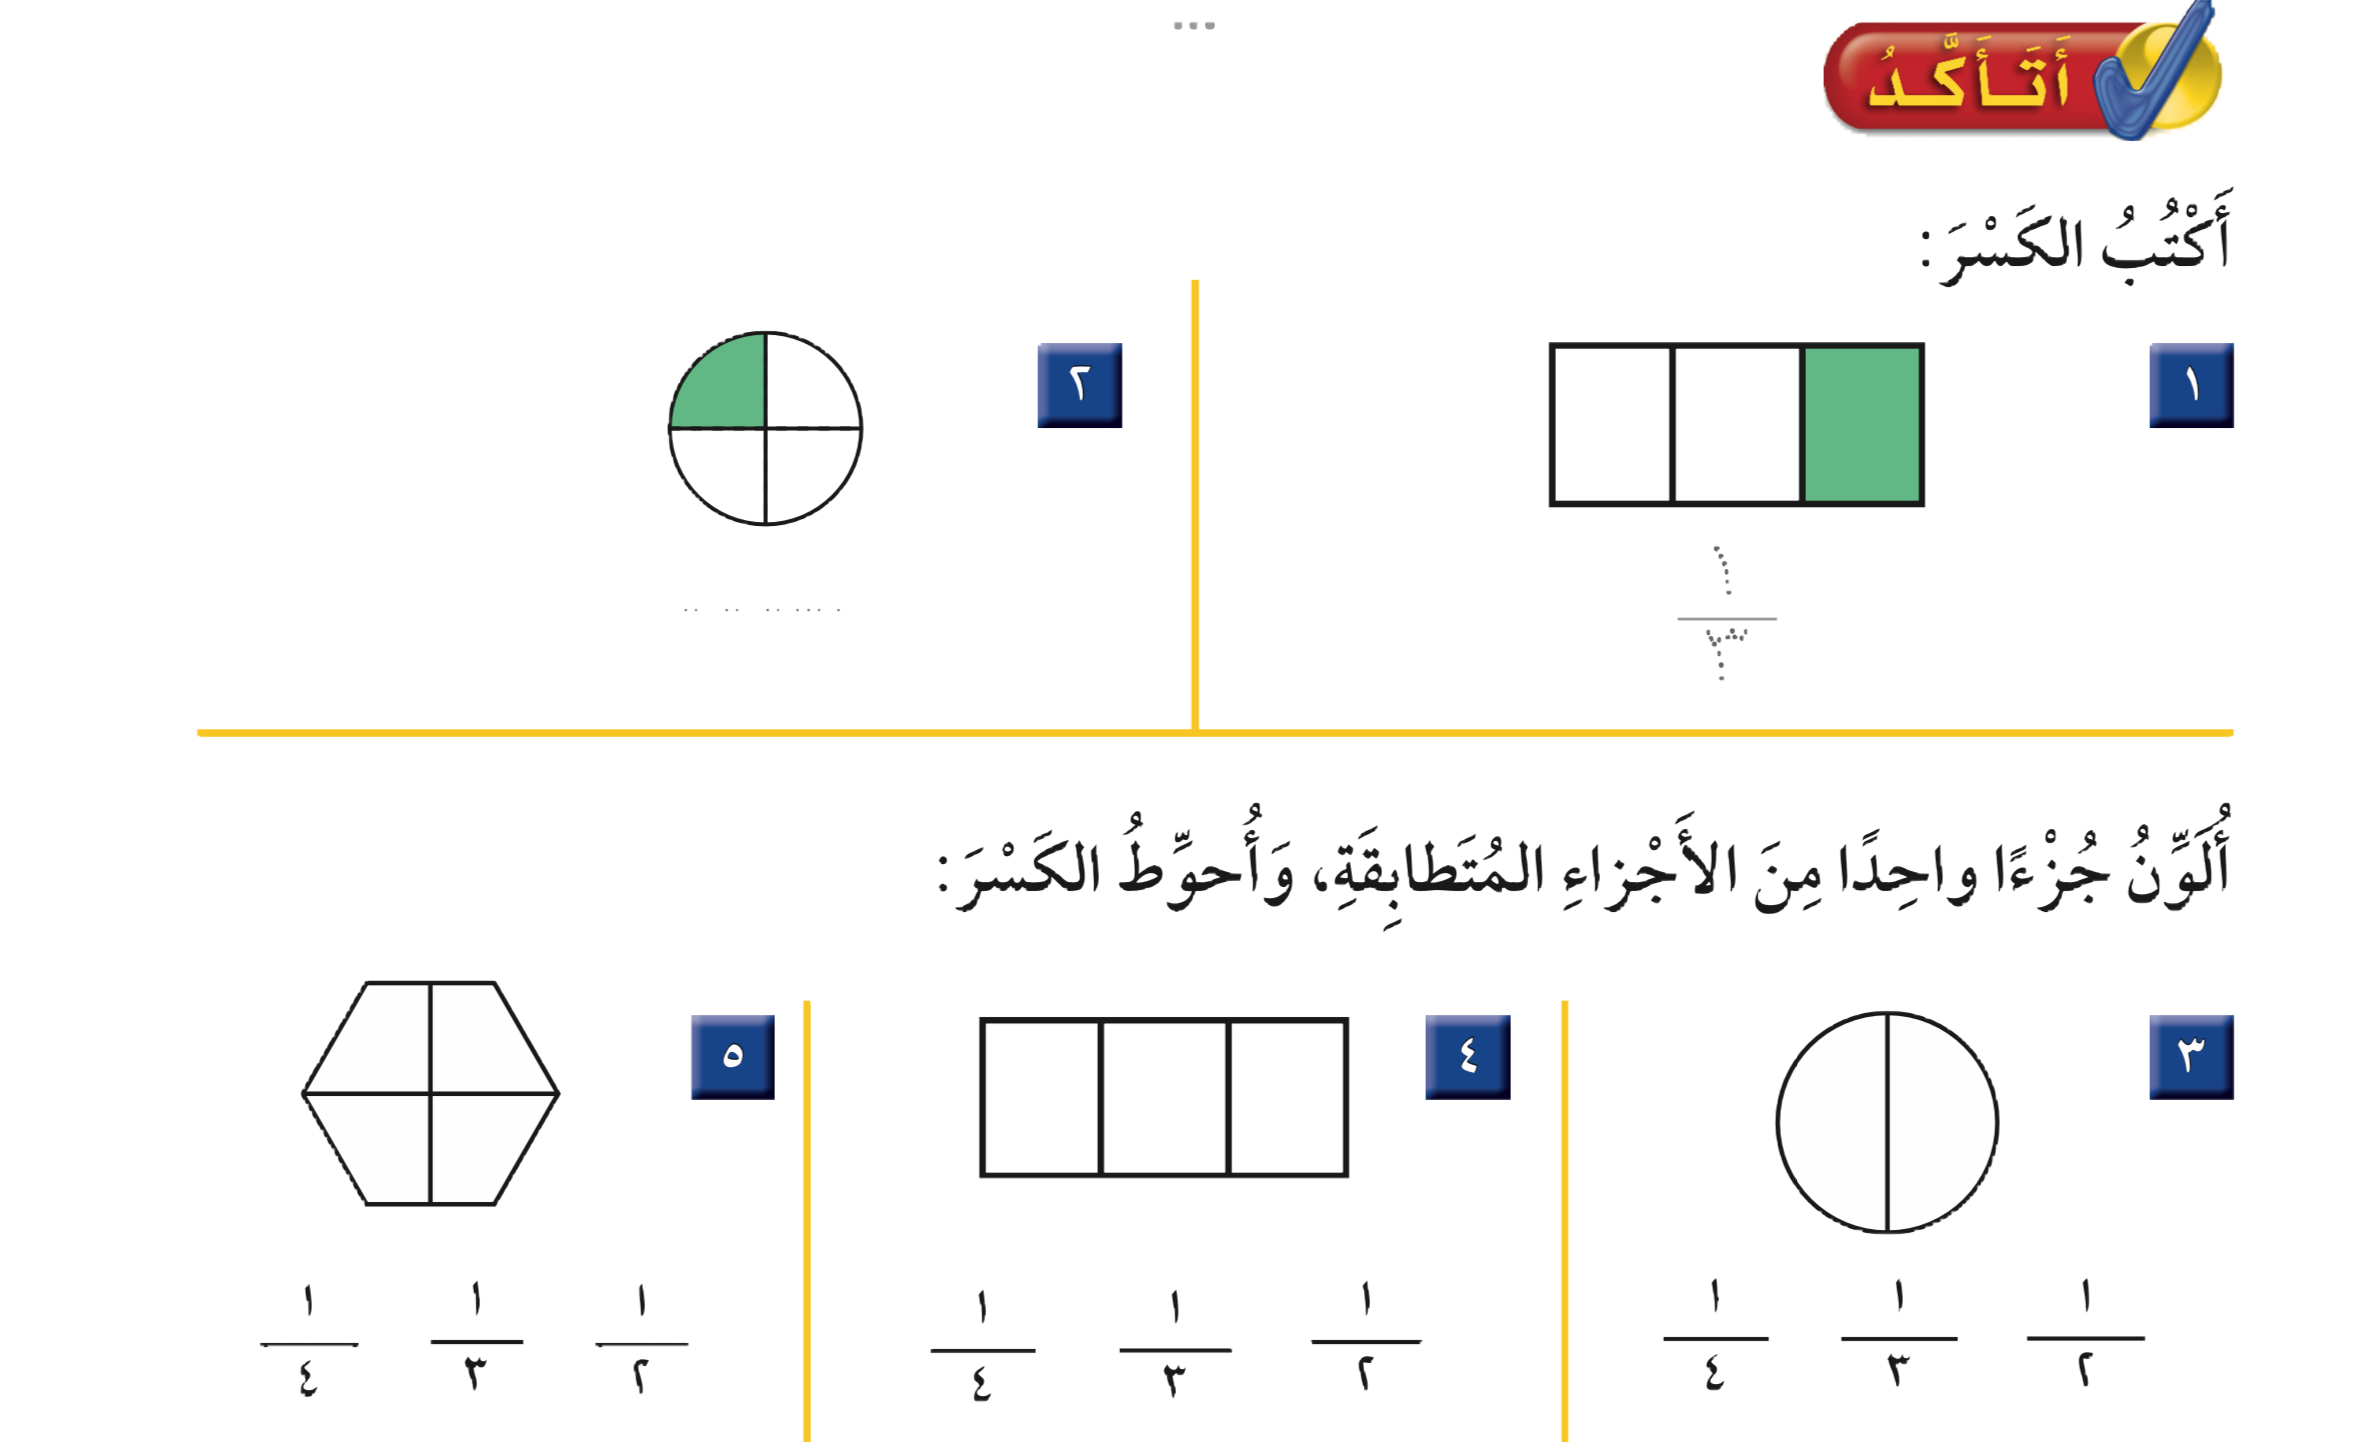 أَتَأَكَّدُ
أَكْتُبُ الكَسْرَ:
١
٢
١
٣
أُلَوِّنُ جُزْءًا واحِدًا مِنَ الأَجْزاءِ المُتَطابِقَةِ، وَأُحوِّطُ الكَسْرَ:
٣
٤
٥
١ ١ ١
٢ ٣ ٤
١ ١ ١
٢ ٣ ٤
١ ١ ١
٢ ٣ ٤